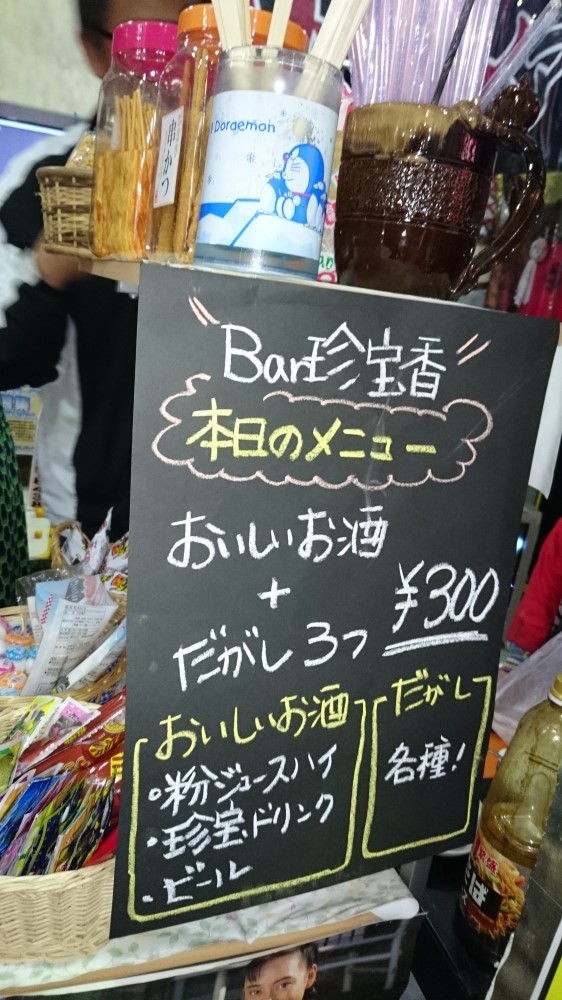 Doraemon
串かつ
Bar珍宝香
本日のメニュー
おいしいお酒
+
だがし3つ
¥300
おいしいお酒
・粉ジュースハイ
・珍宝ドリンク
・ビール
だがし
各種!